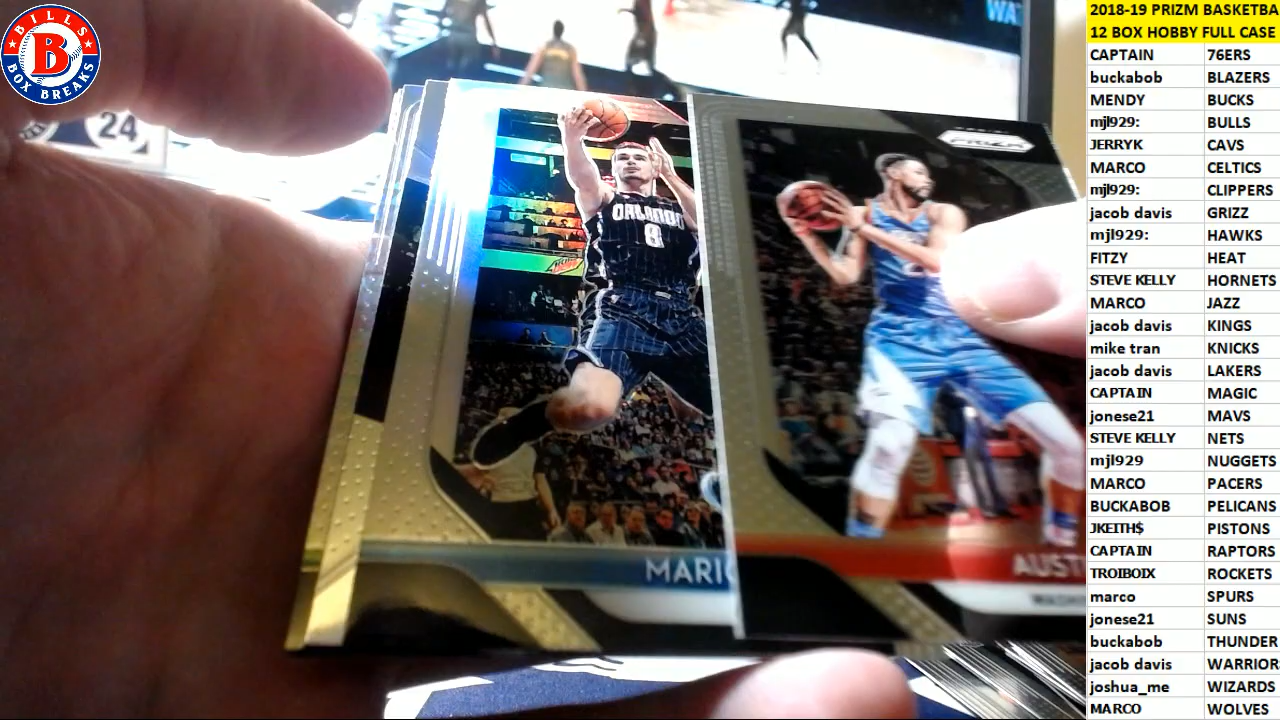 BILLS
B
BOX BREAKS
24
WA
PRIZM
ORLANDO
8
MARI
AUST
WASHI
2018-19 PRIZM BASKETBA
12 BOX HOBBY FULL CASE
CAPTAIN 76ERS
buckabob BLAZERS
MENDY BUCKS
mjl929: BULLS
JERRYK CAVS
MARCO CELTICS
mjl929: CLIPPERS
jacob davis GRIZZ
mjl929: HAWKS
FITZY HEAT
STEVE KELLY HORNETS
MARCO JAZZ
jacob davis KINGS
mike tran KNICKS
jacob davis LAKERS
CAPTAIN MAGIC
jonese21 MAVS
STEVE KELLY NETS
mjl929 NUGGETS
MARCO PACERS
BUCKABOB PELICANS
JKEITH$ PISTONS
CAPTAIN RAPTORS
TROIBOIX ROCKETS
marco SPURS
jonese21 SUNS
buckabob THUNDER
jacob davis WARRIOR
joshua_me WIZARDS
MARCO WOLVES